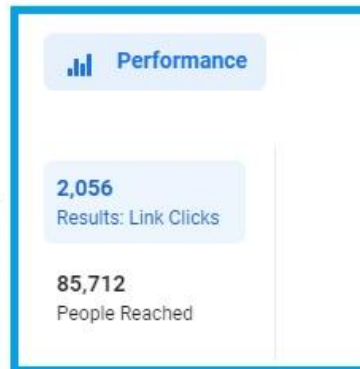 Performance
2,056
Results: Link Clicks
85,712
People Reached